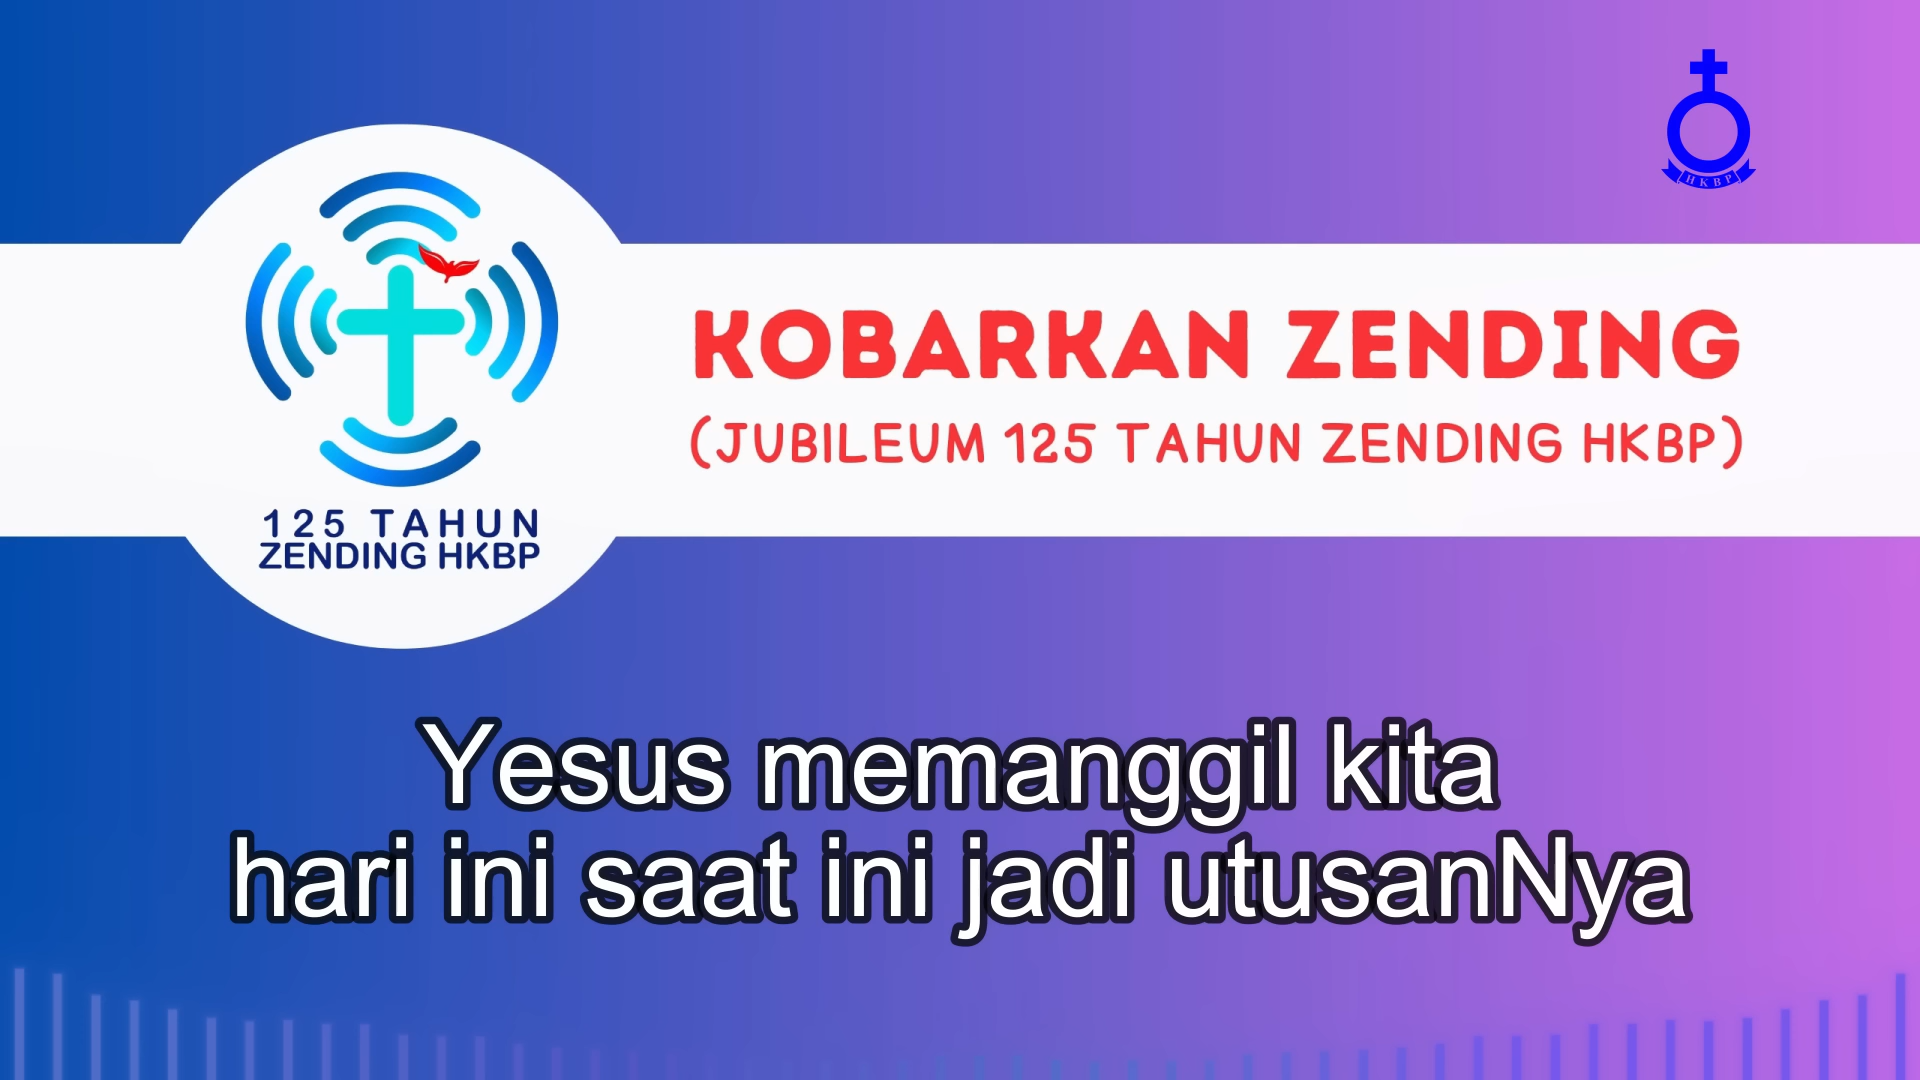 HKBP
KOBARKAN ZENDING
(JUBILEUM 125 TAHUN ZENDING HKBP)
125 TAHUN
ZENDING HKBP
Yesus memanggil kita
hari ini saat ini jadi utusanNya